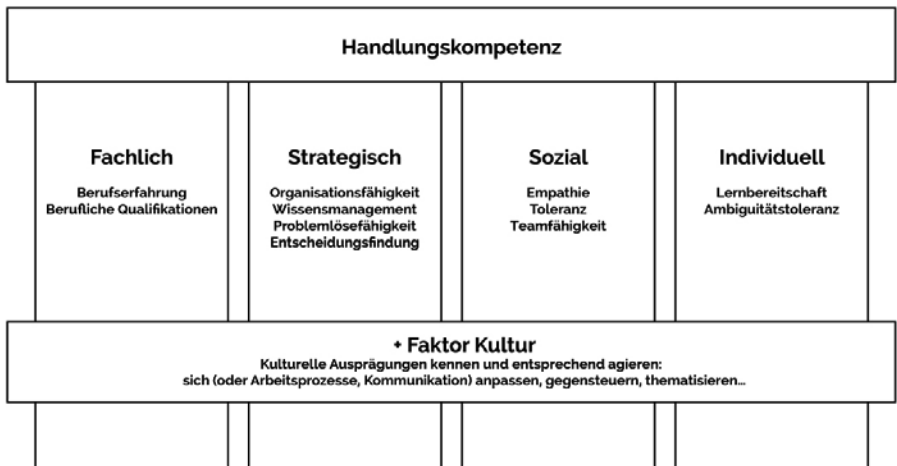 Handlungskompetenz
Fachlich
Berufserfahrung
Berufliche Qualifikationen
Strategisch
Organisationsfähigkeit
Wissensmanagement
Problemlösefähigkeit
Entscheidungsfindung
Sozial
Empathie
Toleranz
Teamfähigkeit
Individuell
Lernbereitschaft
Ambiguitätstoleranz
+ Faktor Kultur
Kulturelle Ausprägungen kennen und entsprechend agieren:
sich (oder Arbeitsprozesse, Kommunikation) anpassen, gegensteuern, thematisieren...